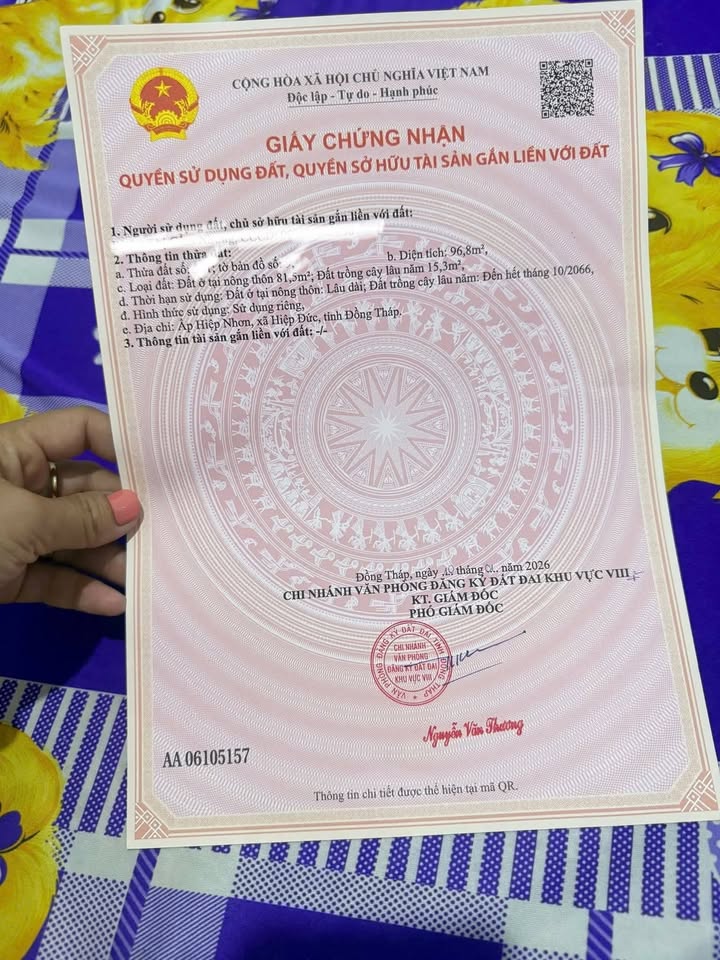 CỘNG HÒA XÃ HỘI CHỦ NGHĨA VIỆT NAM
Độc lập - Tự do - Hạnh phúc
GIẤY CHỨNG NHẬN
QUYỀN SỬ DỤNG ĐẤT, QUYỀN SỞ HỮU TÀI SẢN GẮN LIỀN VỚI ĐẤT
1. Người sử dụng đất, chủ sở hữu tài sản gắn liền với đất:
2. Thông tin thửa đất:
a. Thửa đất số: tờ bản đồ số: b. Diện tích: 96,8m²,
c. Loại đất: Đất ở tại nông thôn 81,5m²; Đất trồng cây lâu năm 15,3m²,
d. Thời hạn sử dụng: Đất ở tại nông thôn: Lâu dài; Đất trồng cây lâu năm: Đến hết tháng 10/2066,
đ. Hình thức sử dụng: Sử dụng riêng,
e. Địa chỉ: Ấp Hiệp Nhơn, xã Hiệp Đức, tỉnh Đồng Tháp.
3. Thông tin tài sản gắn liền với đất: -/-
Đồng Tháp, ngày tháng năm 2026
CHI NHÁNH VĂN PHÒNG ĐĂNG KÝ ĐẤT ĐAI KHU VỰC VIII
KT. GIÁM ĐỐC
PHÓ GIÁM ĐỐC
VĂN PHÒNG ĐĂNG KÝ ĐẤT ĐAI TỈNH ĐỒNG THÁP
CHI NHÁNH
VĂN PHÒNG
ĐĂNG KÝ ĐẤT ĐAI
KHU VỰC VIII
Nguyễn Văn Thương
AA 06105157
Thông tin chi tiết được thể hiện tại mã QR.